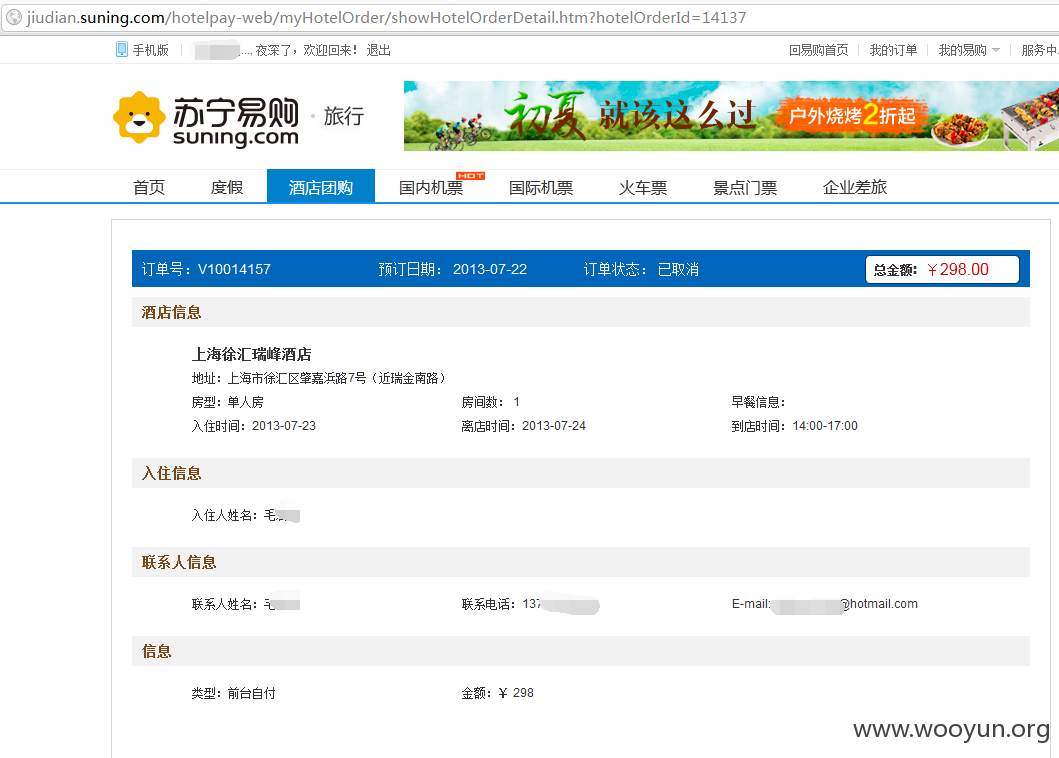 jiudian.suning.com/hotelpay-web/myHotelOrder/showHotelOrderDetail.htm?hotelOrderId=14137
手机版 ..., 夜深了，欢迎回来！ 退出 回易购首页 我的订单 我的易购 服务中
苏宁易购 · 旅行
suning.com
初夏 就该这么过 户外烧烤2折起
首页 度假 酒店团购 国内机票 HOT 国际机票 火车票 景点门票 企业差旅
订单号：V10014157 预订日期： 2013-07-22 订单状态： 已取消 总金额：￥298.00
酒店信息
上海徐汇瑞峰酒店
地址：上海市徐汇区肇嘉浜路7号（近瑞金南路）
房型：单人房 房间数： 1 早餐信息：
入住时间：2013-07-23 离店时间：2013-07-24 到店时间：14:00-17:00
入住信息
入住人姓名：毛
联系人信息
联系人姓名：毛 联系电话：137 E-mail: @hotmail.com
信息
类型：前台自付 金额：￥ 298
www.wooyun.org